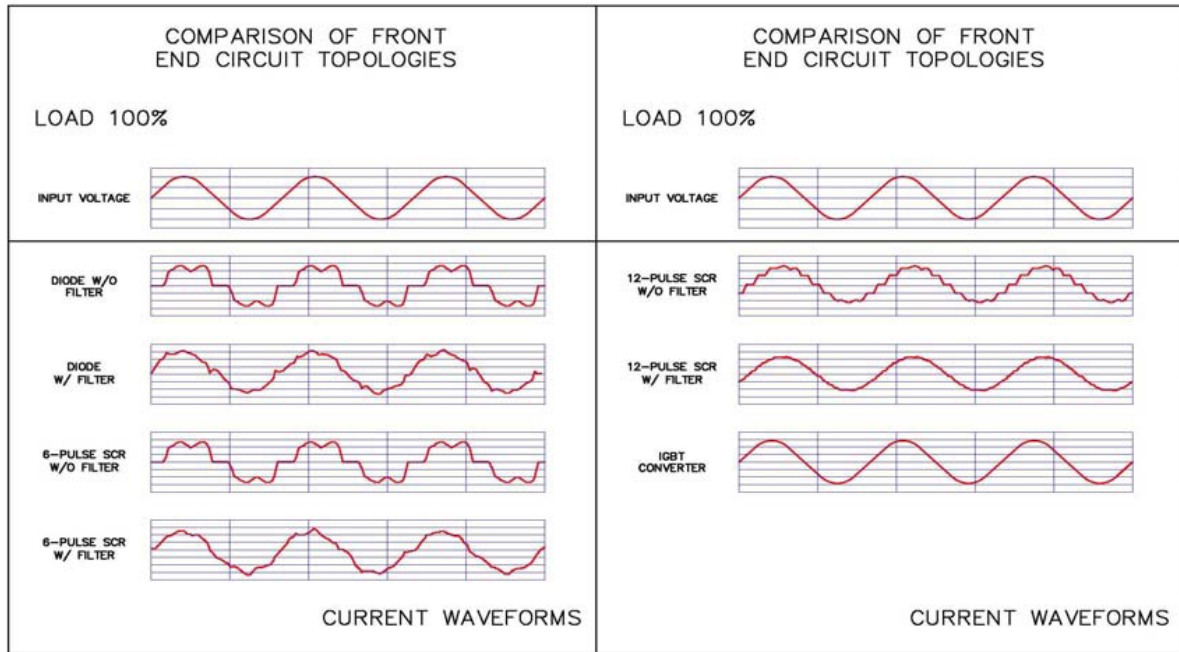 COMPARISON OF FRONT
END CIRCUIT TOPOLOGIES
LOAD 100%
INPUT VOLTAGE
DIODE W/O
FILTER
DIODE
W/ FILTER
6-PULSE SCR
W/O FILTER
6-PULSE SCR
W/ FILTER
CURRENT WAVEFORMS
COMPARISON OF FRONT
END CIRCUIT TOPOLOGIES
LOAD 100%
INPUT VOLTAGE
12-PULSE SCR
W/O FILTER
12-PULSE SCR
W/ FILTER
IGBT
CONVERTER
CURRENT WAVEFORMS